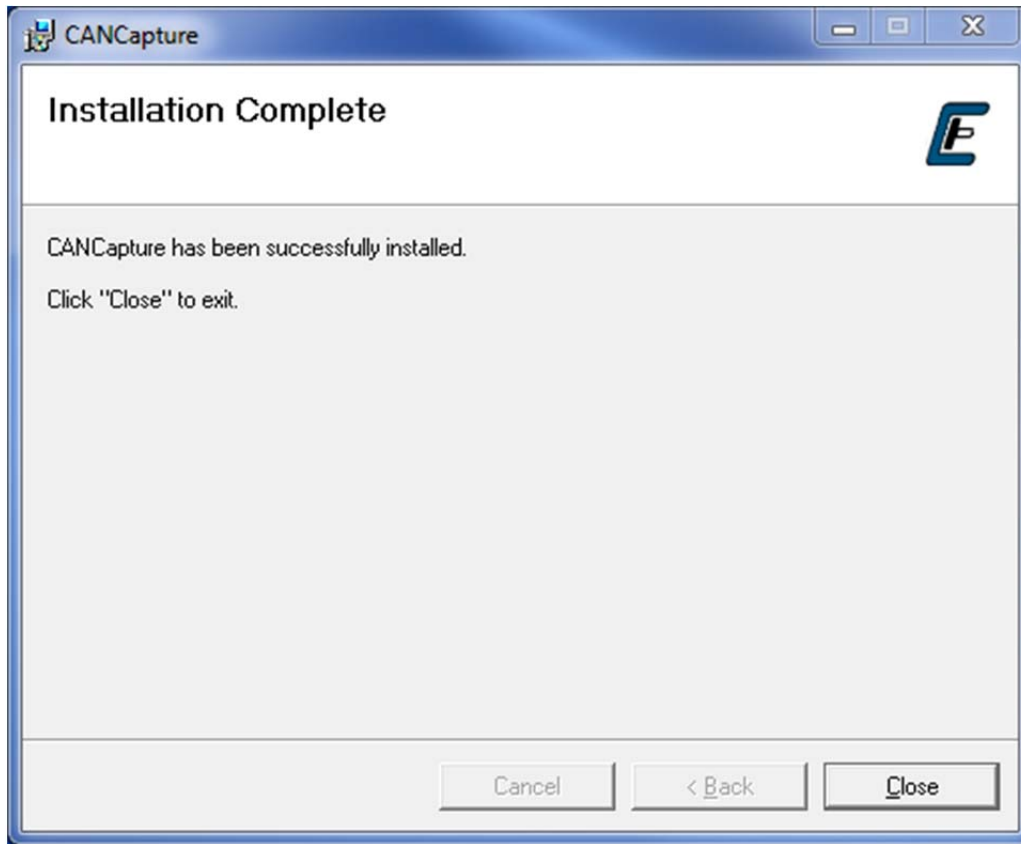 CANCapture
Installation Complete
CANCapture has been successfully installed.
Click "Close" to exit.
Cancel
< Back
Close